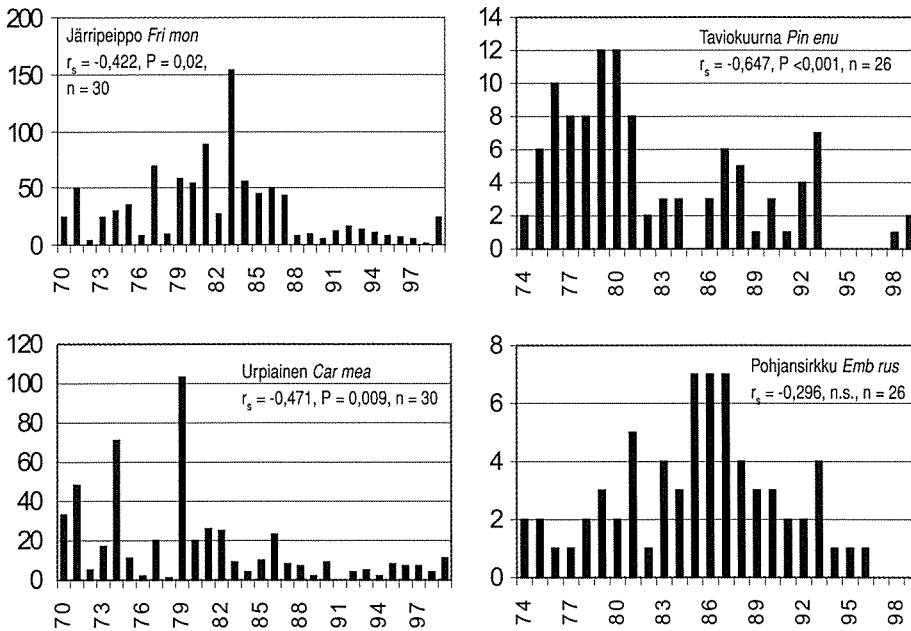 200
150
100
50
0
Järripeippo Fri mon
rs = -0,422, P = 0,02,
n = 30
70 73 76 79 82 85 88 91 94 97
14
12
10
8
6
4
2
0
Taviokuurna Pin enu
rs = -0,647, P <0,001, n = 26
74 77 80 83 86 89 92 95 98
120
100
80
60
40
20
0
Urpiainen Car mea
rs = -0,471, P = 0,009, n = 30
70 73 76 79 82 85 88 91 94 97
8
6
4
2
0
Pohjansirkku Emb rus
rs = -0,296, n.s., n = 26
74 77 80 83 86 89 92 95 98